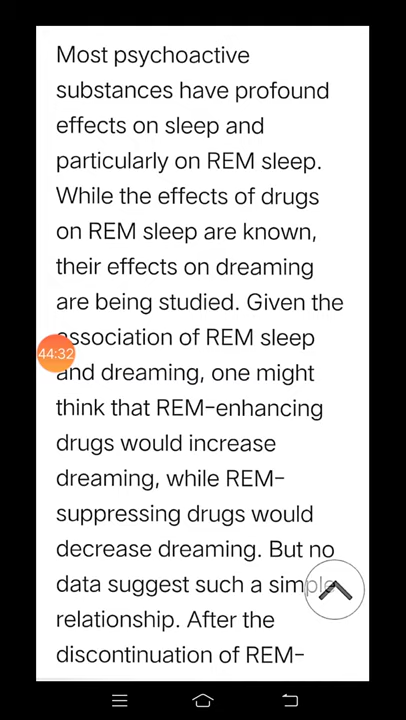 Most psychoactive
substances have profound
effects on sleep and
particularly on REM sleep.
While the effects of drugs
on REM sleep are known,
their effects on dreaming
are being studied. Given the
association of REM sleep
44:32
and dreaming, one might
think that REM-enhancing
drugs would increase
dreaming, while REM-
suppressing drugs would
decrease dreaming. But no
data suggest such a simple
relationship. After the
discontinuation of REM-